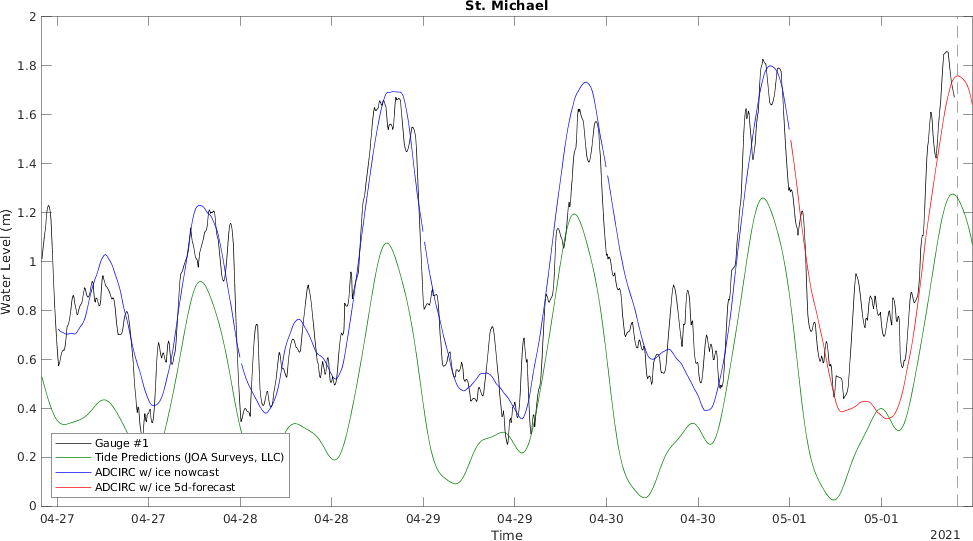 St. Michael
2
1.8
1.6
1.4
1.2
1
0.8
0.6
0.4
0.2
0
Water Level (m)
Gauge #1
Tide Predictions (JOA Surveys, LLC)
ADCIRC w/ ice nowcast
ADCIRC w/ ice 5d-forecast
04-27 04-27 04-28 04-28 04-29 04-29 04-30 04-30 05-01 05-01
Time
2021